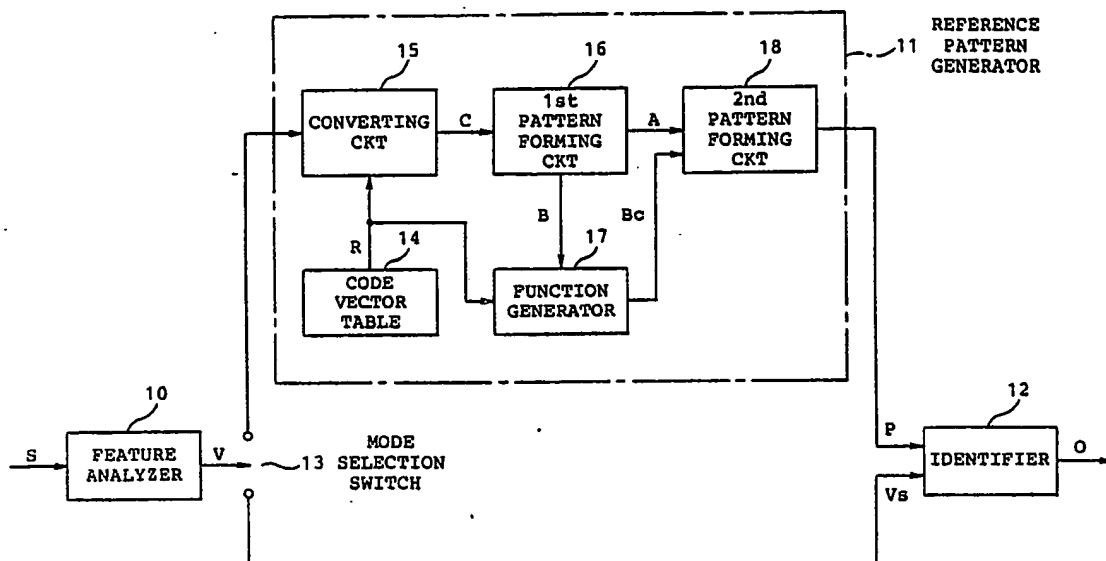 REFERENCE
PATTERN
GENERATOR
11
15
16
18
CONVERTING
CKT
C
1st
PATTERN
FORMING
CKT
A
2nd
PATTERN
FORMING
CKT
B
Bc
R
14
17
CODE
VECTOR
TABLE
FUNCTION
GENERATOR
10
12
S
FEATURE
ANALYZER
V
13
MODE
SELECTION
SWITCH
P
Vs
IDENTIFIER
O